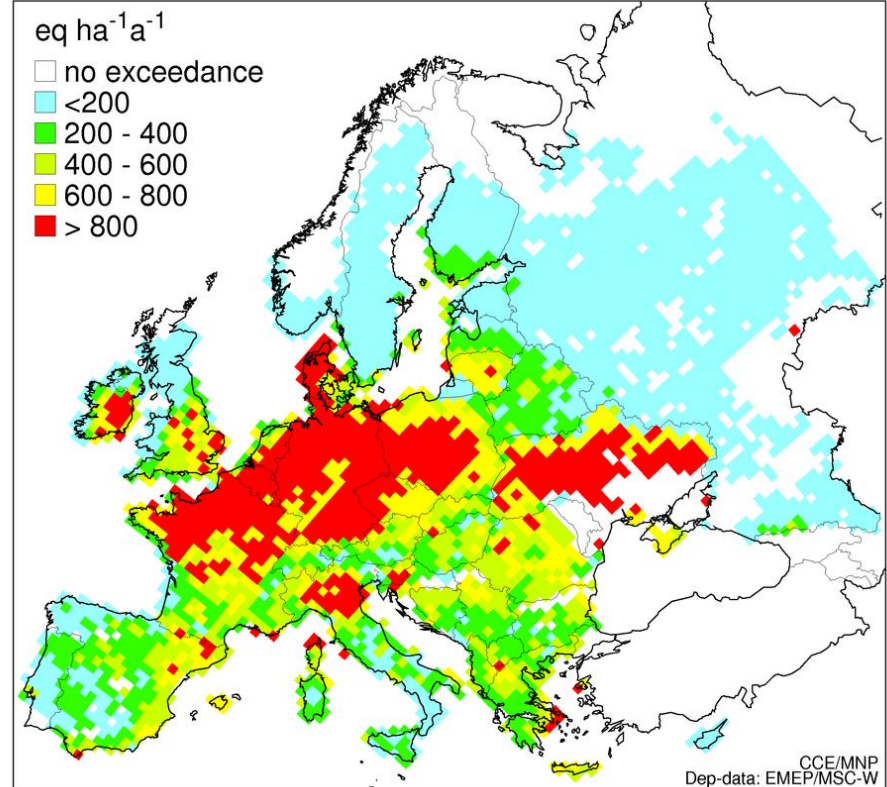 eq ha⁻¹a⁻¹
no exceedance
<200
200 - 400
400 - 600
600 - 800
> 800
CCE/MNP
Dep-data: EMEP/MSC-W